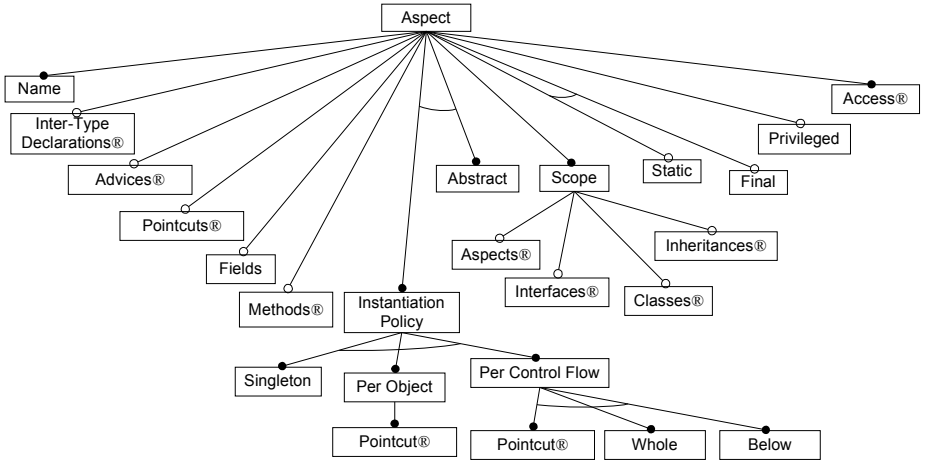 Aspect
Name
Access®
Inter-Type
Declarations®
Privileged
Advices®
Abstract
Scope
Static
Final
Pointcuts®
Aspects®
Inheritances®
Fields
Interfaces®
Classes®
Methods®
Instantiation
Policy
Singleton
Per Object
Per Control Flow
Pointcut®
Pointcut®
Whole
Below